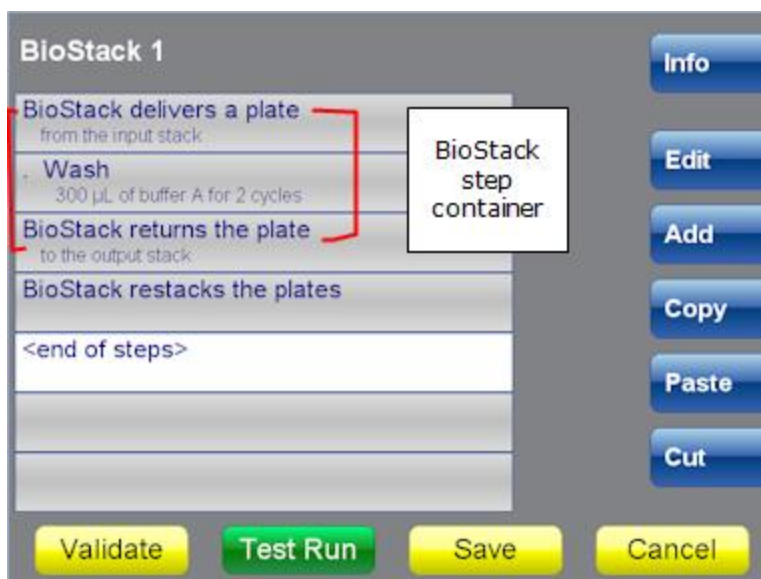 BioStack 1
BioStack delivers a plate
from the input stack
. Wash
300 µL of buffer A for 2 cycles
BioStack returns the plate
to the output stack
BioStack restacks the plates
<end of steps>
BioStack
step
container
Info
Edit
Add
Copy
Paste
Cut
Validate
Test Run
Save
Cancel